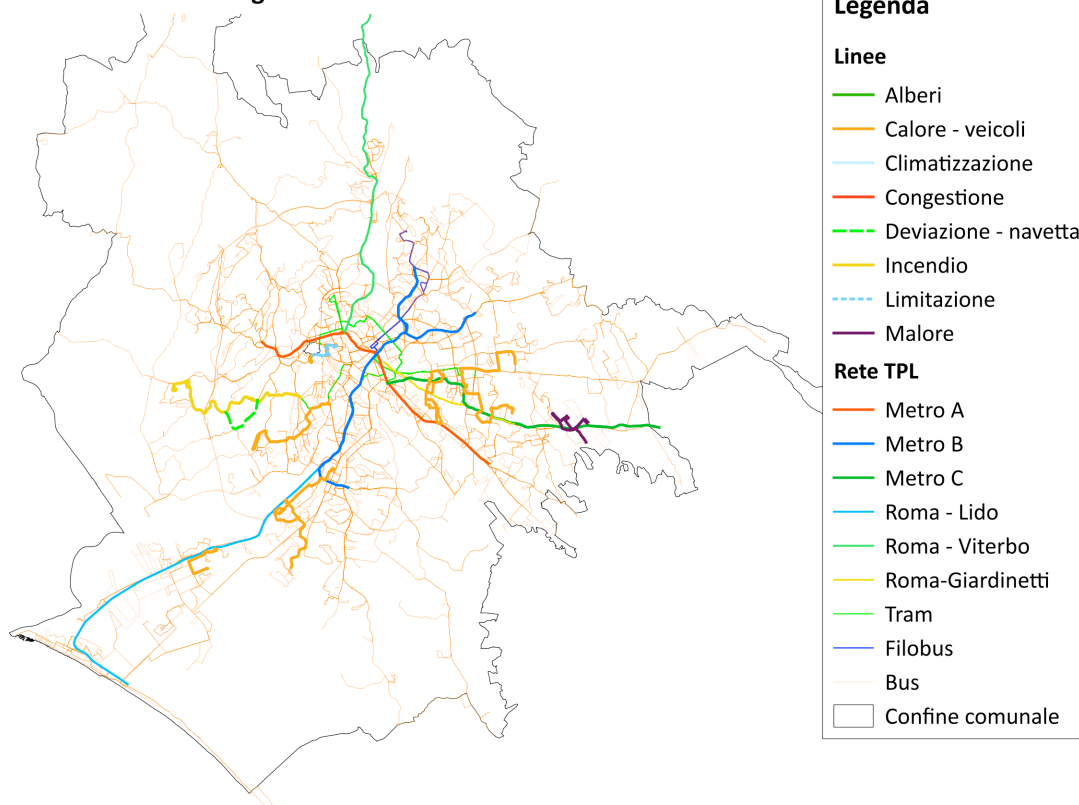 Legenda
Linee
Alberi
Calore - veicoli
Climatizzazione
Congestione
Deviazione - navetta
Incendio
Limitazione
Malore
Rete TPL
Metro A
Metro B
Metro C
Roma - Lido
Roma - Viterbo
Roma-Giardinetti
Tram
Filobus
Bus
Confine comunale